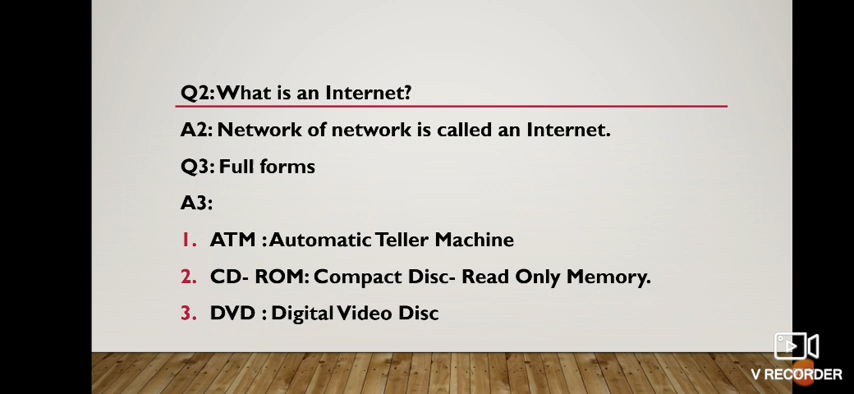 Q2: What is an Internet?
A2: Network of network is called an Internet.
Q3: Full forms
A3:
1. ATM : Automatic Teller Machine
2. CD- ROM: Compact Disc- Read Only Memory.
3. DVD : Digital Video Disc
V RECORDER